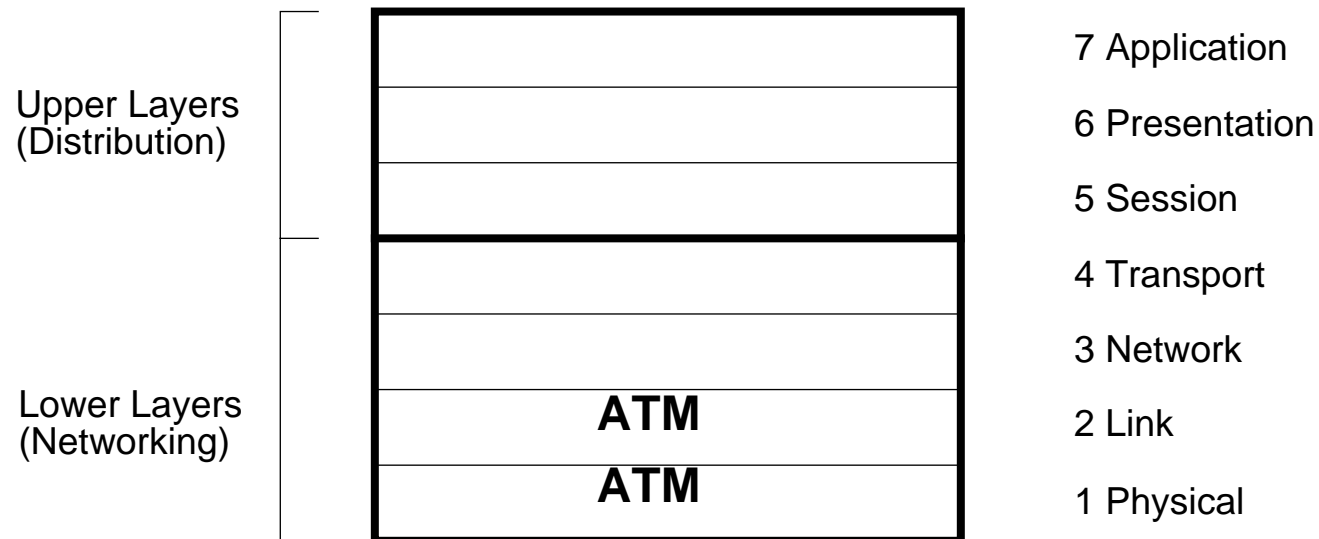 7 Application
Upper Layers
(Distribution)
6 Presentation
5 Session
4 Transport
3 Network
Lower Layers
(Networking)
ATM
2 Link
ATM
1 Physical